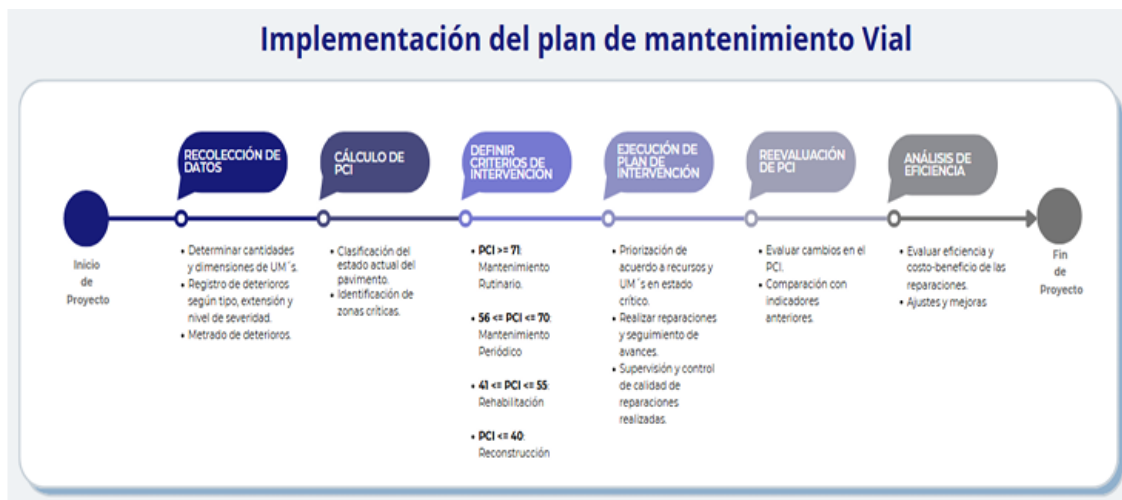 Implementación del plan de mantenimiento Vial
Inicio
de
Proyecto
RECOLECCIÓN DE
DATOS
• Determinar cantidades
y dimensiones de UM´s.
• Registro de deterioros
según tipo, extensión y
nivel de severidad.
• Metrado de deterioros.
CÁLCULO DE
PCI
• Clasificación del
estado actual del
pavimento.
• Identificación de
zonas críticas.
DEFINIR
CRITERIOS DE
INTERVENCIÓN
• PCI >= 71:
Mantenimiento
Rutinario.
• 56 <= PCI <= 70:
Mantenimiento
Periódico
• 41 <= PCI <= 55:
Rehabilitación
• PCI <= 40:
Reconstrucción
EJECUCIÓN DE
PLAN DE
INTERVENCIÓN
• Priorización de
acuerdo a recursos y
UM´s en estado
crítico.
• Realizar reparaciones
y seguimiento de
avances.
• Supervisión y control
de calidad de
reparaciones
realizadas.
REEVALUACIÓN
DE PCI
• Evaluar cambios en el
PCI.
• Comparación con
indicadores
anteriores.
ANÁLISIS DE
EFICIENCIA
• Evaluar eficiencia y
costo-beneficio de las
reparaciones.
• Ajustes y mejoras
Fin
de
Proyecto